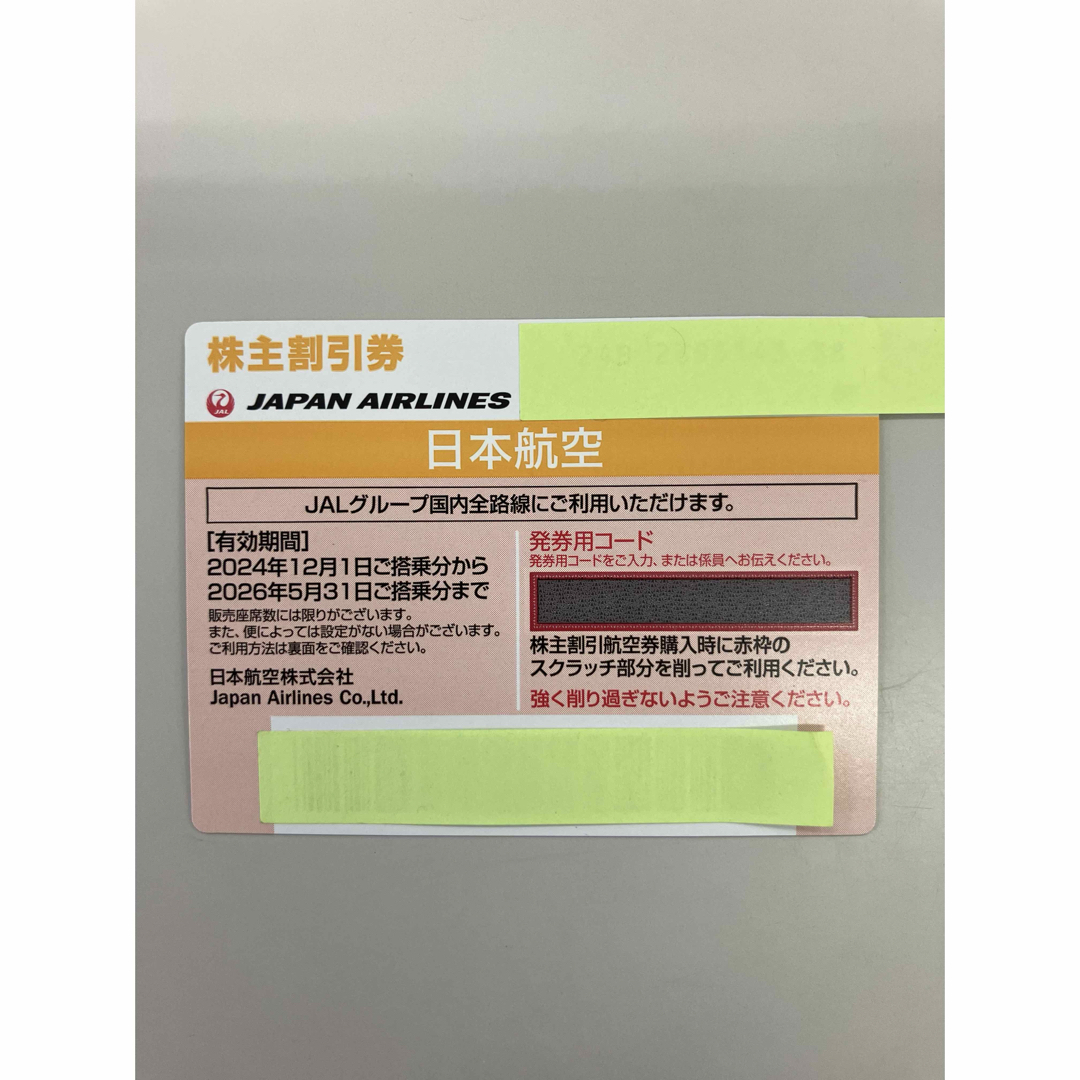 株主割引券
JAL
JAPAN AIRLINES
日本航空
JALグループ国内全路線にご利用いただけます。
[有効期間]
2024年12月1日ご搭乗分から
2026年5月31日ご搭乗分まで
販売座席数には限りがございます。
また、便によっては設定がない場合がございます。
ご利用方法は裏面をご確認ください。
日本航空株式会社
Japan Airlines Co.,Ltd.
発券用コード
発券用コードをご入力、または係員へお伝えください。
株主割引航空券購入時に赤枠の
スクラッチ部分を削ってご利用ください。
強く削り過ぎないようご注意ください。